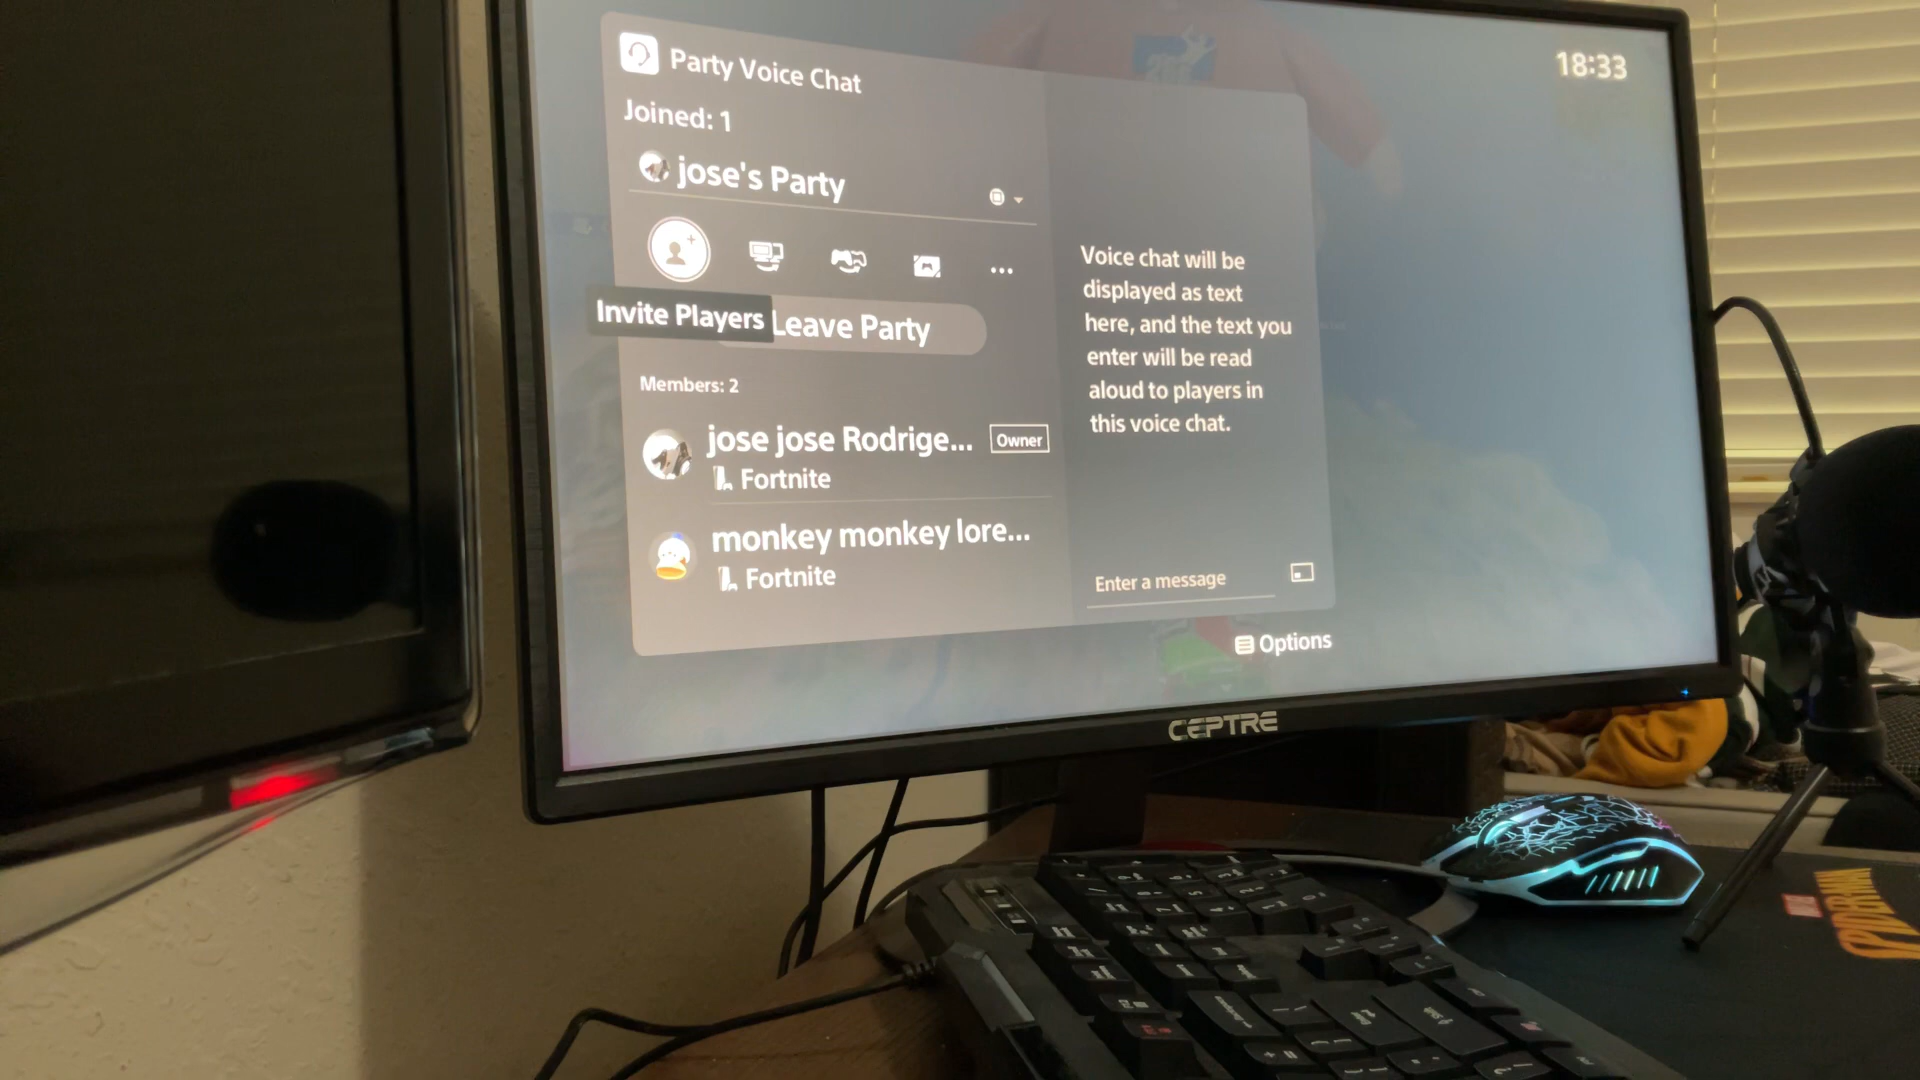 Party Voice Chat
18:33
Joined: 1
jose's Party
Invite Players
Leave Party
Members: 2
jose jose Rodrige...
Owner
Fortnite
monkey monkey lore...
Fortnite
Voice chat will be
displayed as text
here, and the text you
enter will be read
aloud to players in
this voice chat.
Enter a message
Options
CEPTRE
SPIDERMAN